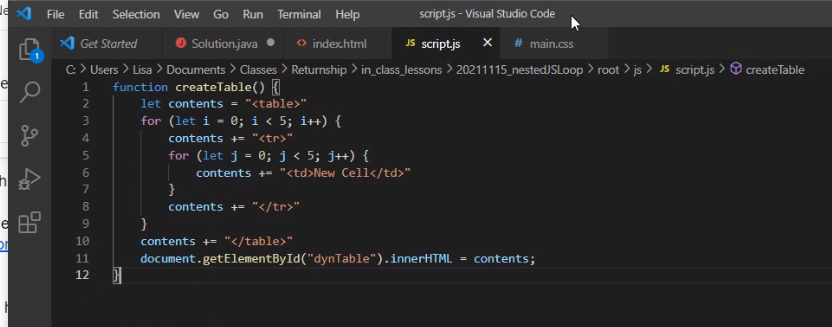 File Edit Selection View Go Run Terminal Help script.js - Visual Studio Code
Get Started Solution.java index.html JS script.js # main.css
C: > Users > Lisa > Documents > Classes > Returnship > in_class_lessons > 20211115_nestedJSLoop > root > js > JS script.js > createTable
1 function createTable() {
2 let contents = "<table>"
3 for (let i = 0; i < 5; i++) {
4 contents += "<tr>"
5 for (let j = 0; j < 5; j++) {
6 contents += "<td>New Cell</td>"
7 }
8 contents += "</tr>"
9 }
10 contents += "</table>"
11 document.getElementById("dynTable").innerHTML = contents;
12 }
1